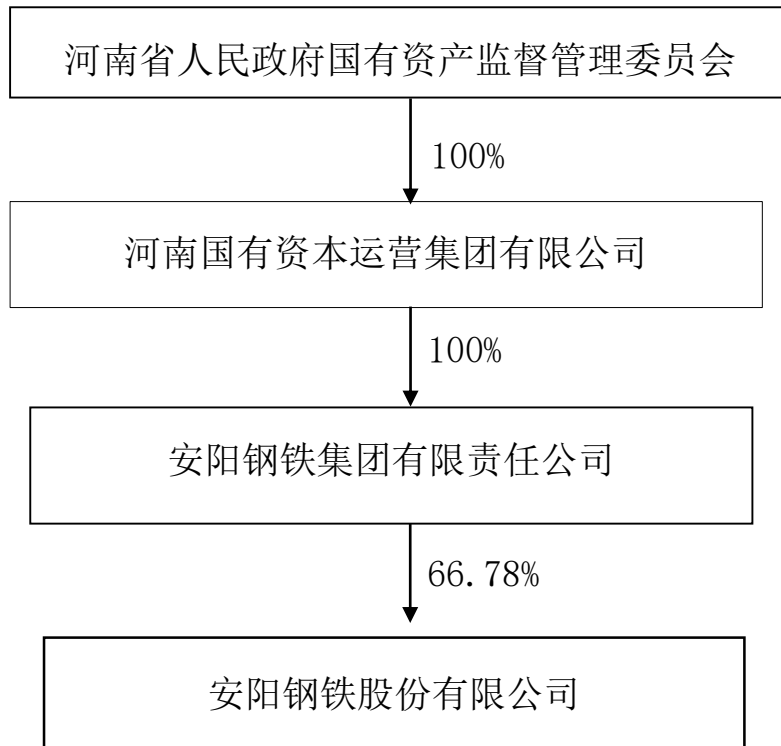 河南省人民政府国有资产监督管理委员会
100%
河南国有资本运营集团有限公司
100%
安阳钢铁集团有限责任公司
66.78%
安阳钢铁股份有限公司